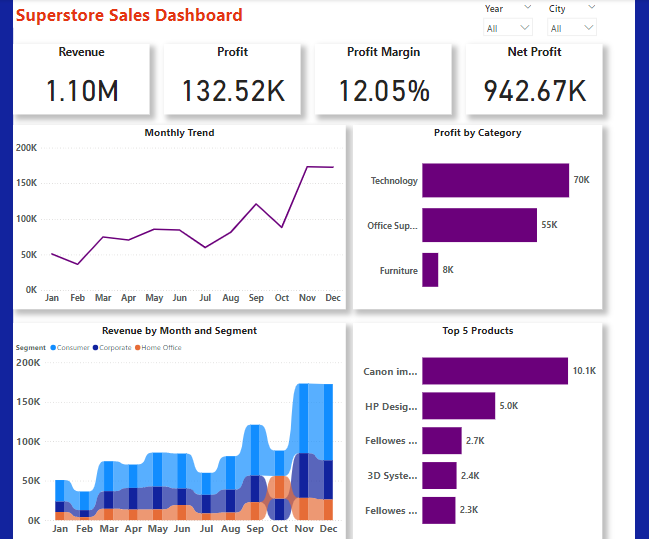 Superstore Sales Dashboard
Year
City
All
All
Revenue
1.10M
Profit
132.52K
Profit Margin
12.05%
Net Profit
942.67K
Monthly Trend
200K
150K
100K
50K
0K
Jan Feb Mar Apr May Jun Jul Aug Sep Oct Nov Dec
Profit by Category
Technology 70K
Office Sup... 55K
Furniture 8K
Revenue by Month and Segment
Segment Consumer Corporate Home Office
200K
150K
100K
50K
0K
Jan Feb Mar Apr May Jun Jul Aug Sep Oct Nov Dec
Top 5 Products
Canon im... 10.1K
HP Desig... 5.0K
Fellowes ... 2.7K
3D Syste... 2.4K
Fellowes ... 2.3K